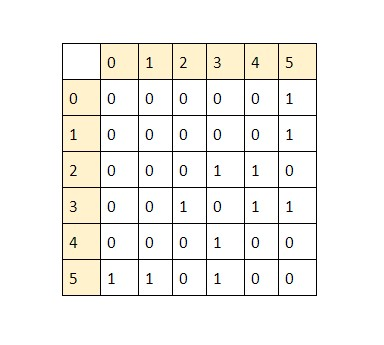 0 1 2 3 4 5
0 0 0 0 0 0 1
1 0 0 0 0 0 1
2 0 0 0 1 1 0
3 0 0 1 0 1 1
4 0 0 0 1 0 0
5 1 1 0 1 0 0